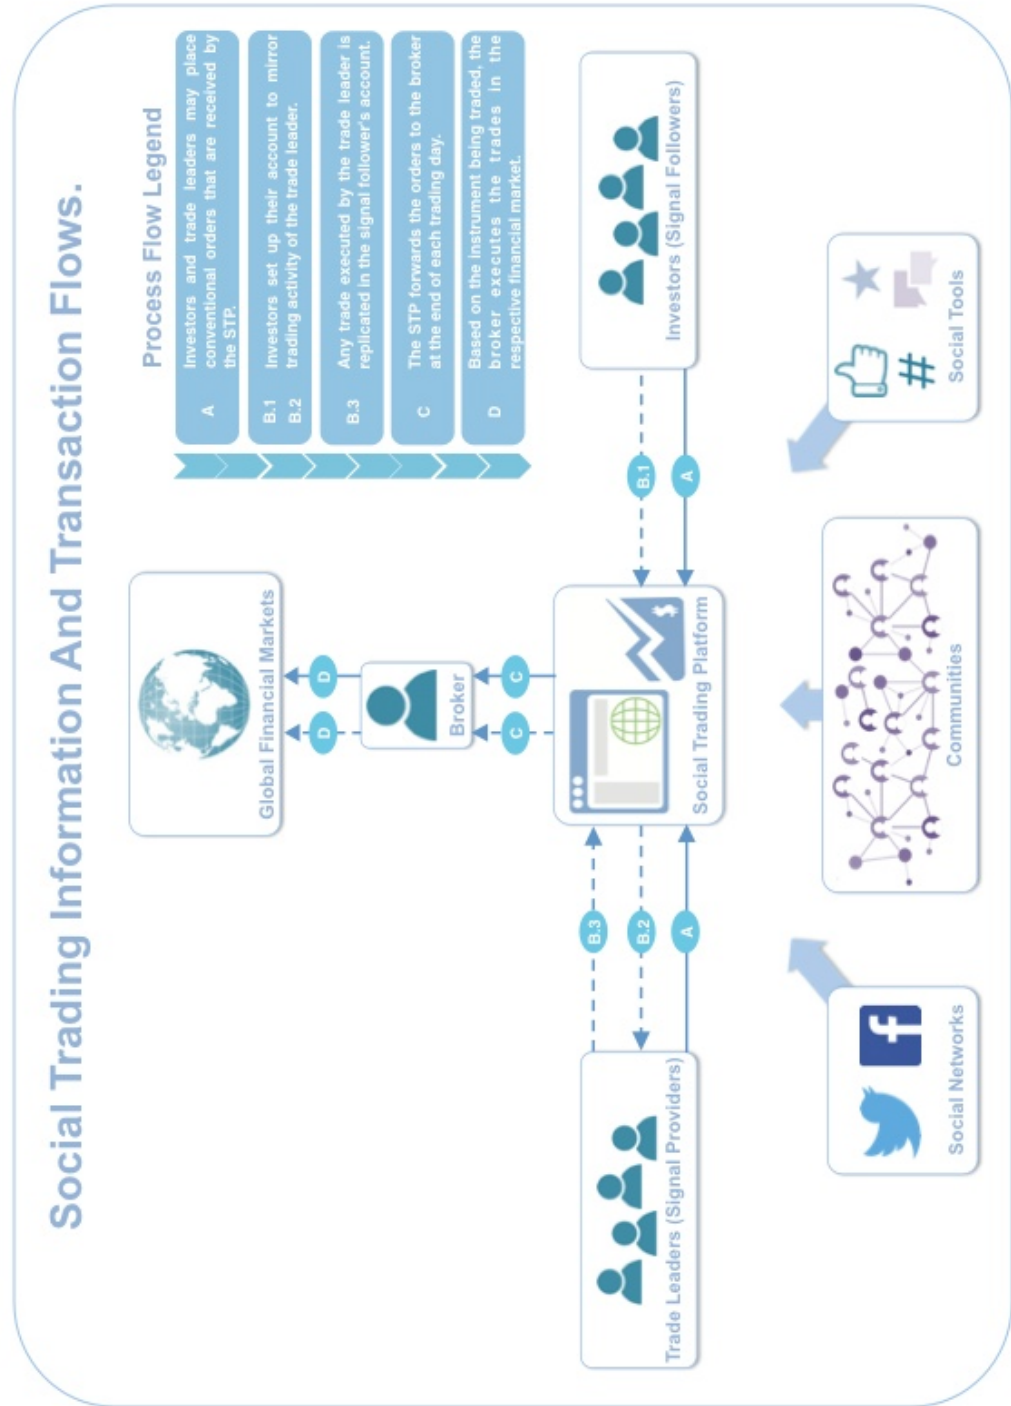 Social Trading Information And Transaction Flows.
Process Flow Legend
A
Investors and trade leaders may place
conventional orders that are received by
the STP.
B.1
B.2
Investors set up their account to mirror
trading activity of the trade leader.
B.3
Any trade executed by the trade leader is
replicated in the signal follower's account.
C
The STP forwards the orders to the broker
at the end of each trading day.
D
Based on the instrument being traded, the
broker executes the trades in the
respective financial market.
Global Financial Markets
D
D
Broker
C
C
Trade Leaders (Signal Providers)
B.3
B.2
A
Social Trading Platform
$
B.1
A
Investors (Signal Followers)
f
Social Networks
Communities
#
Social Tools